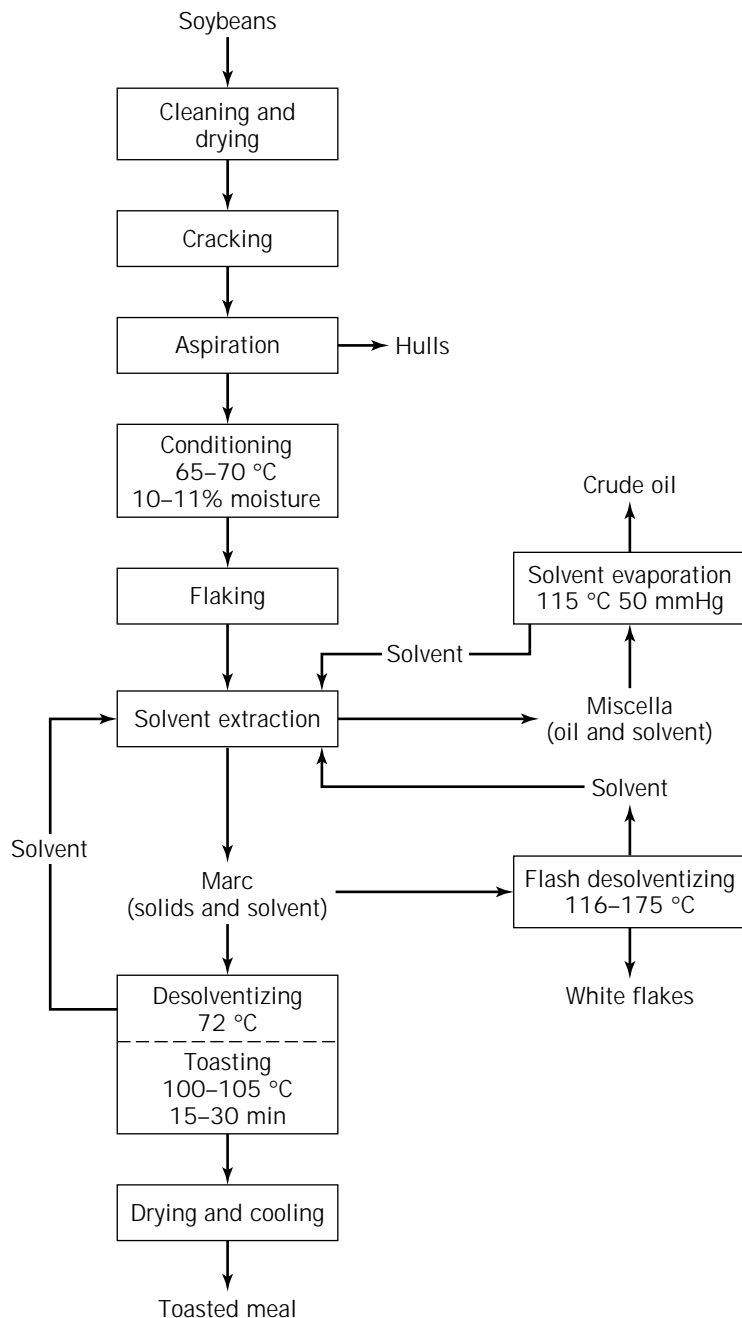 Soybeans
Cleaning and
drying
Cracking
Aspiration
Hulls
Conditioning
65–70 °C
10–11% moisture
Flaking
Crude oil
Solvent evaporation
115 °C 50 mmHg
Solvent
Solvent extraction
Miscella
(oil and solvent)
Solvent
Solvent
Marc
(solids and solvent)
Flash desolventizing
116–175 °C
White flakes
Desolventizing
72 °C
Toasting
100–105 °C
15–30 min
Drying and cooling
Toasted meal